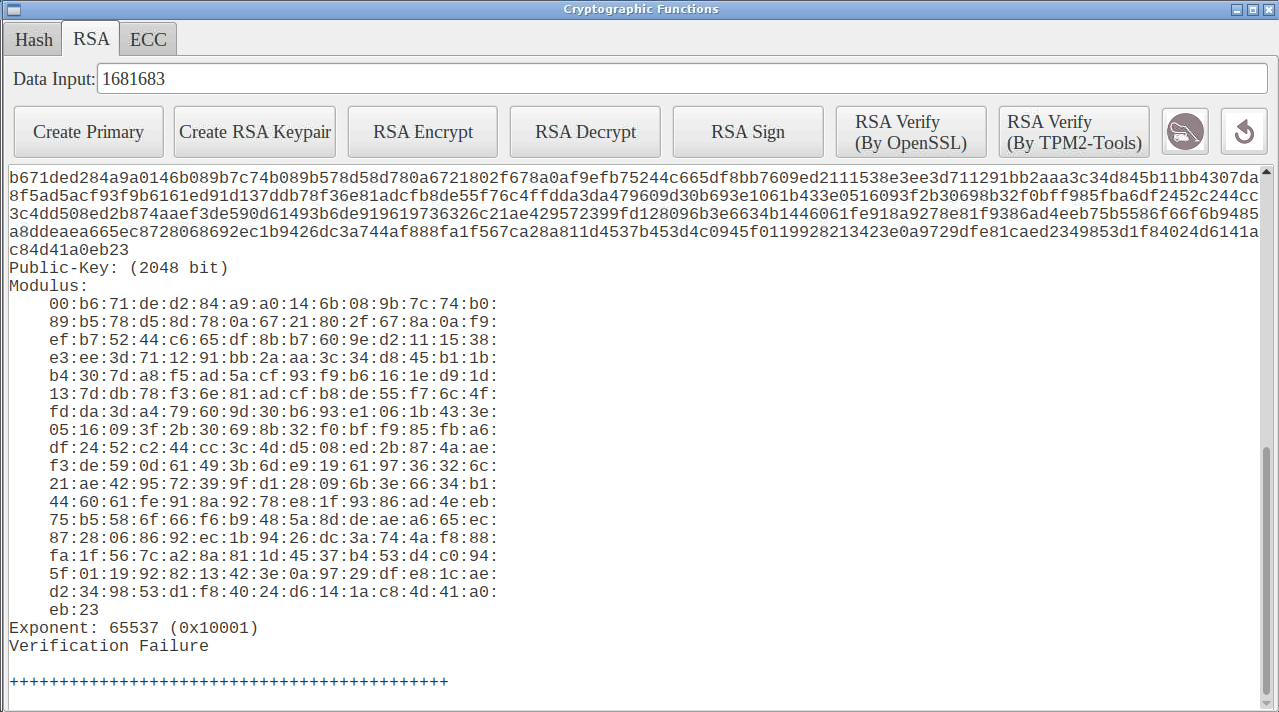 Cryptographic Functions
Hash RSA ECC
Data Input: 1681683
Create Primary Create RSA Keypair RSA Encrypt RSA Decrypt RSA Sign RSA Verify (By OpenSSL) RSA Verify (By TPM2-Tools)
b671ded284a9a0146b089b7c74b089b578d58d780a6721802f678a0af9efb75244c665df8bb7609ed2111538e3ee3d711291bb2aaa3c34d845b11bb4307da
8f5ad5acf93f9b6161ed91d137ddb78f36e81adcfb8de55f76c4ffdda3da479609d30b693e1061b433e0516093f2b30698b32f0bff985fba6df2452c244cc
3c4dd508ed2b874aaef3de590d61493b6de919619736326c21ae429572399fd128096b3e6634b1446061fe918a9278e81f9386ad4eeb75b5586f66f6b9485
a8ddeaea665ec8728068692ec1b9426dc3a744af888fa1f567ca28a811d4537b453d4c0945f0119928213423e0a9729dfe81caed2349853d1f84024d6141a
c84d41a0eb23
Public-Key: (2048 bit)
Modulus:
00:b6:71:de:d2:84:a9:a0:14:6b:08:9b:7c:74:b0:
89:b5:78:d5:8d:78:0a:67:21:80:2f:67:8a:0a:f9:
ef:b7:52:44:c6:65:df:8b:b7:60:9e:d2:11:15:38:
e3:ee:3d:71:12:91:bb:2a:aa:3c:34:d8:45:b1:1b:
b4:30:7d:a8:f5:ad:5a:cf:93:f9:b6:16:1e:d9:1d:
13:7d:db:78:f3:6e:81:ad:cf:b8:de:55:f7:6c:4f:
fd:da:3d:a4:79:60:9d:30:b6:93:e1:06:1b:43:3e:
05:16:09:3f:2b:30:69:8b:32:f0:bf:f9:85:fb:a6:
df:24:52:c2:44:cc:3c:4d:d5:08:ed:2b:87:4a:ae:
f3:de:59:0d:61:49:3b:6d:e9:19:61:97:36:32:6c:
21:ae:42:95:72:39:9f:d1:28:09:6b:3e:66:34:b1:
44:60:61:fe:91:8a:92:78:e8:1f:93:86:ad:4e:eb:
75:b5:58:6f:66:f6:b9:48:5a:8d:de:ae:a6:65:ec:
87:28:06:86:92:ec:1b:94:26:dc:3a:74:4a:f8:88:
fa:1f:56:7c:a2:8a:81:1d:45:37:b4:53:d4:c0:94:
5f:01:19:92:82:13:42:3e:0a:97:29:df:e8:1c:ae:
d2:34:98:53:d1:f8:40:24:d6:14:1a:c8:4d:41:a0:
eb:23
Exponent: 65537 (0x10001)
Verification Failure
++++++++++++++++++++++++++++++++++++++++++++